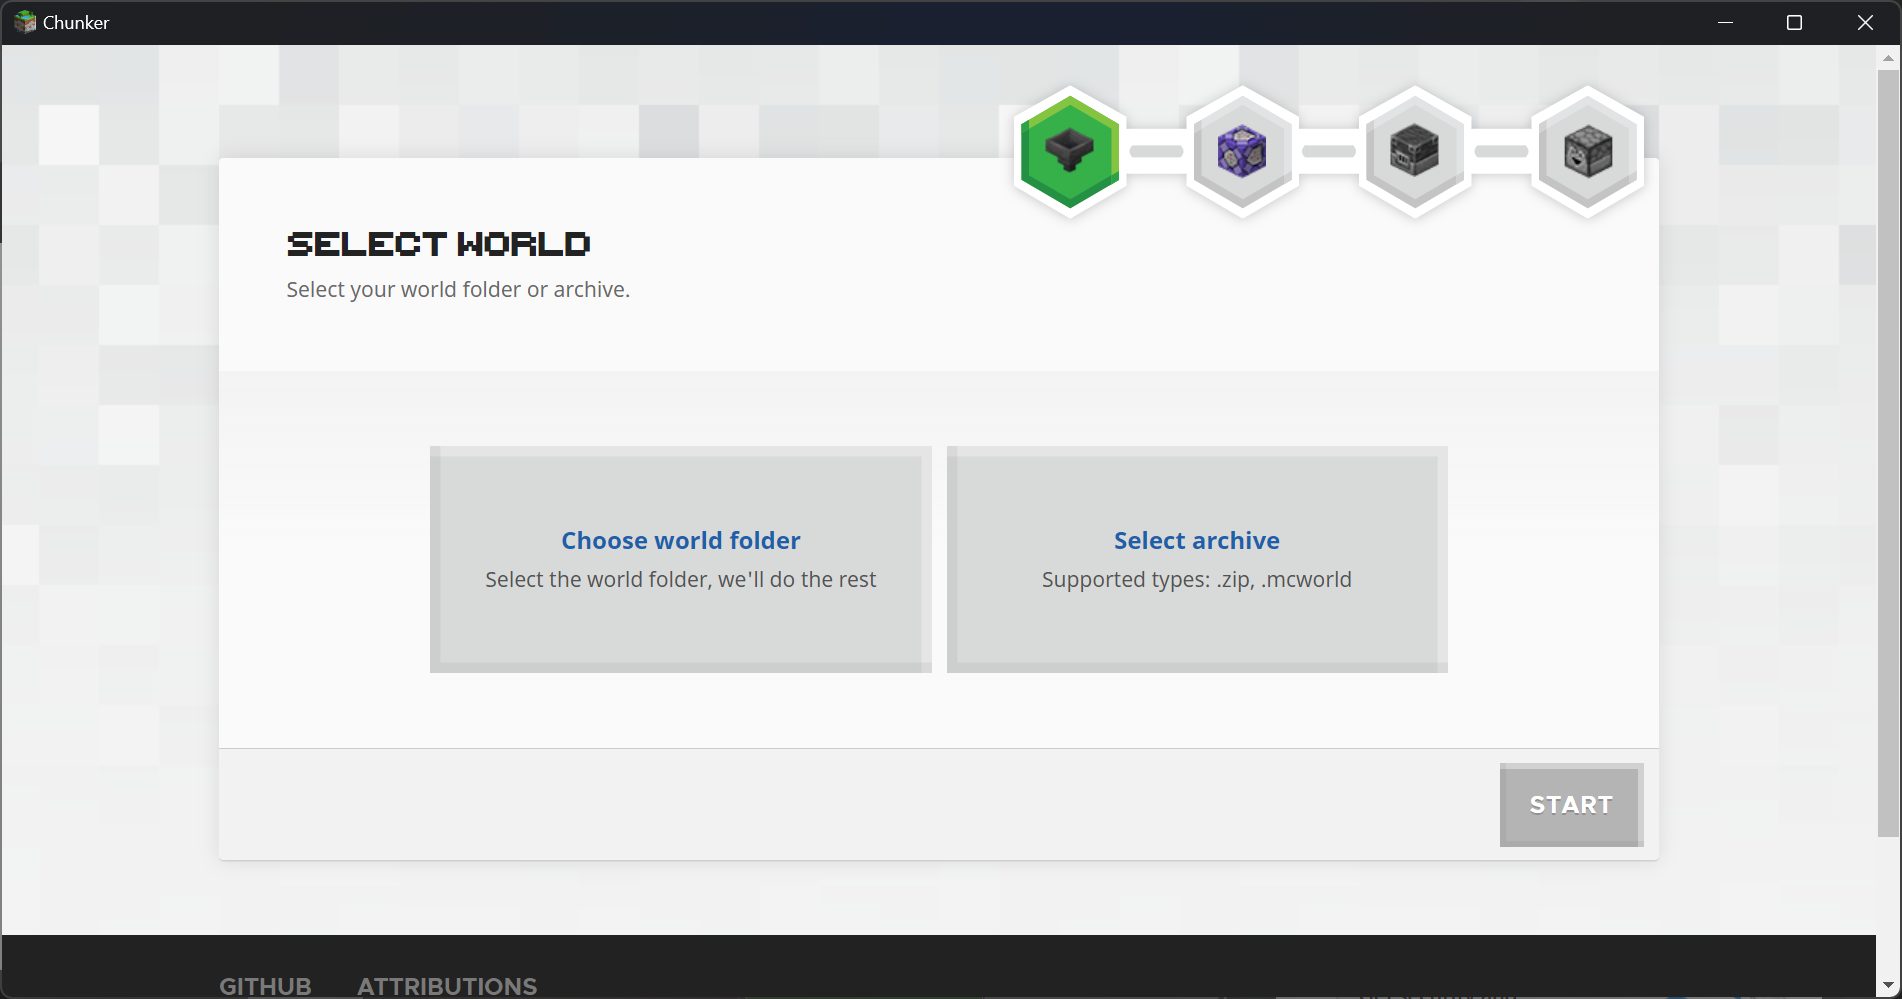 Chunker
SELECT WORLD
Select your world folder or archive.
Choose world folder
Select the world folder, we'll do the rest
Select archive
Supported types: .zip, .mcworld
START
GITHUB
ATTRIBUTIONS